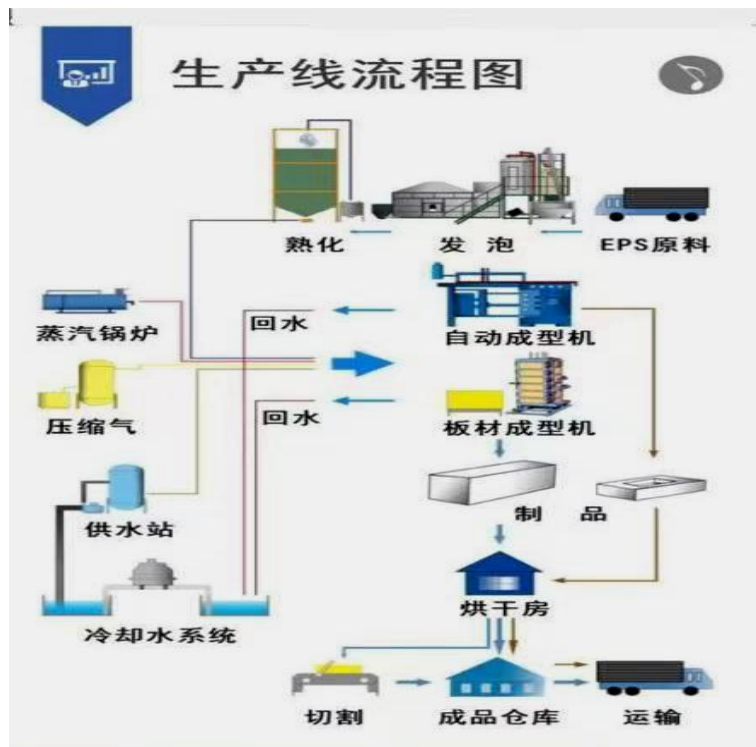 生产线流程图
熟化
发 泡
EPS原料
蒸汽锅炉
回水
自动成型机
压缩气
回水
板材成型机
供水站
制 品
冷却水系统
烘干房
切割
成品仓库
运输